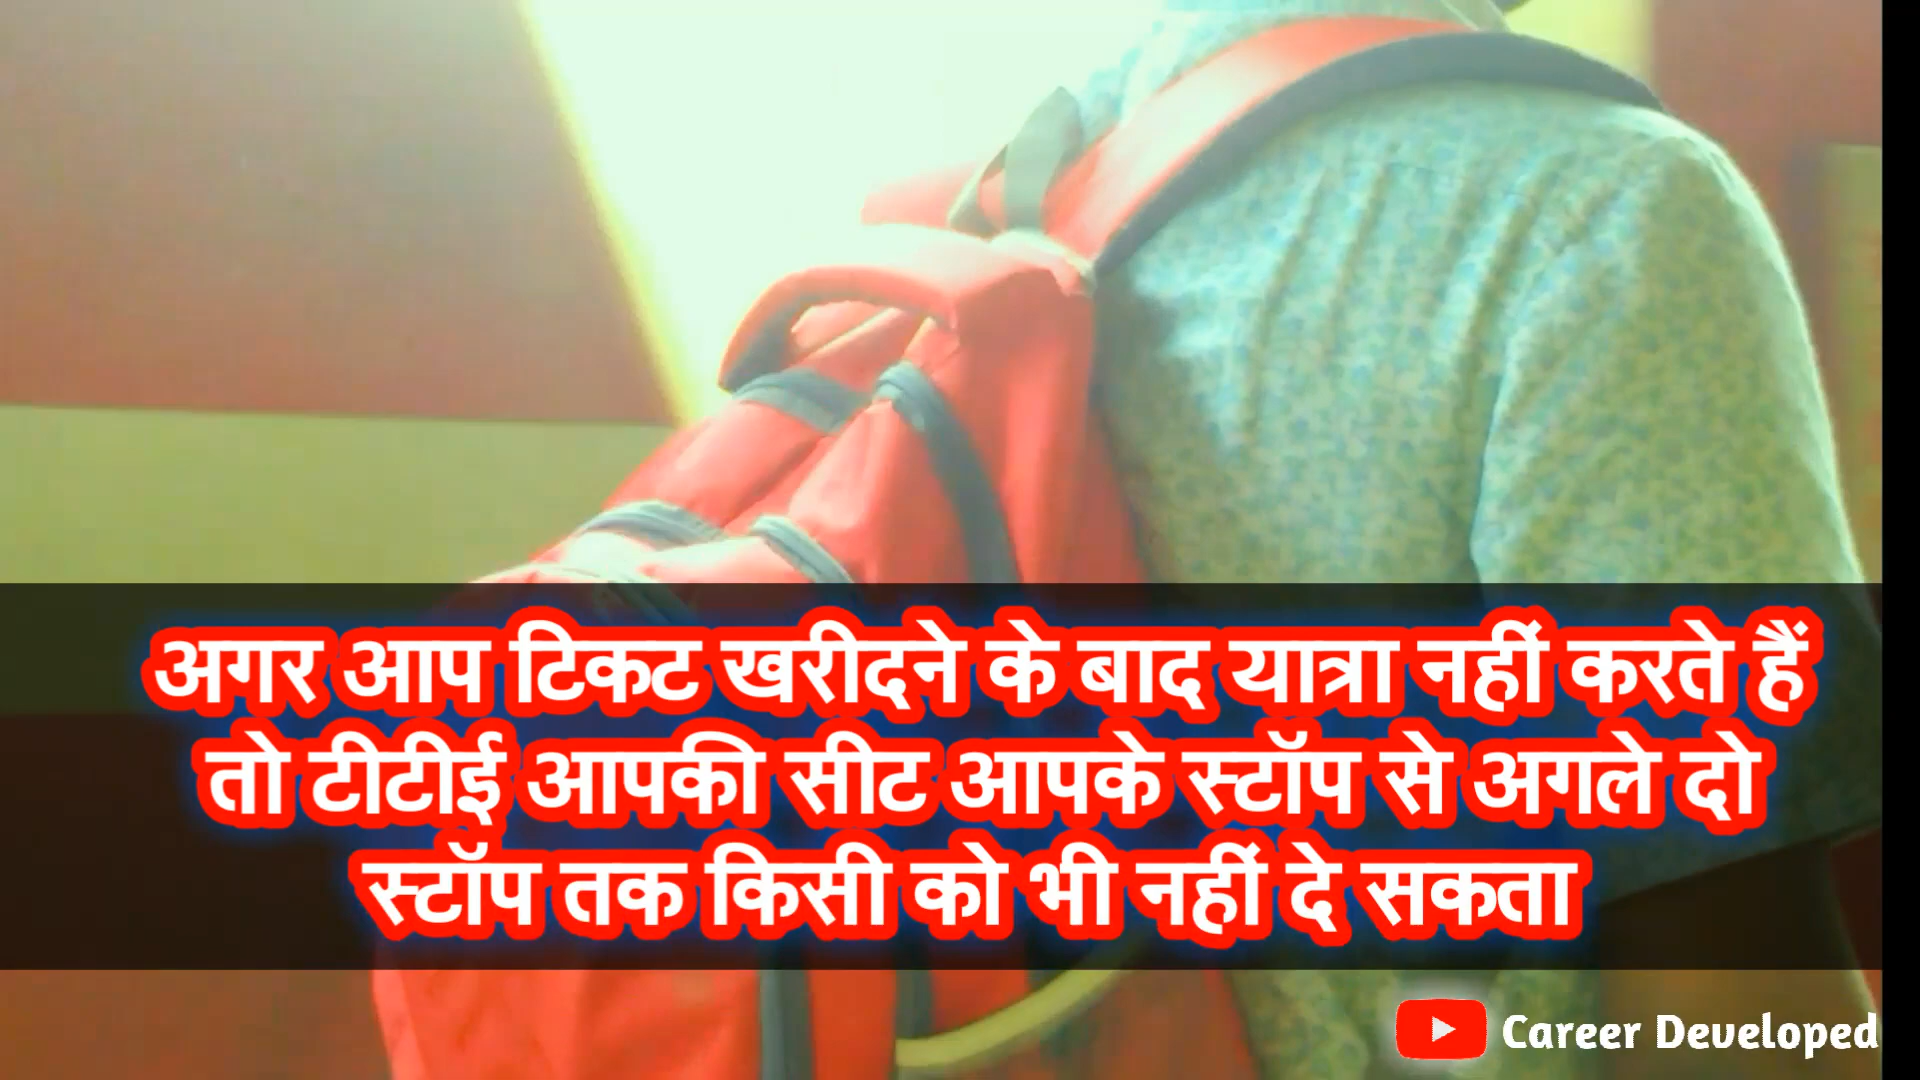 अगर आप टिकट खरीदने के बाद यात्रा नहीं करते हैं
तो टीटीई आपकी सीट आपके स्टॉप से अगले दो
स्टॉप तक किसी को भी नहीं दे सकता
Career Developed